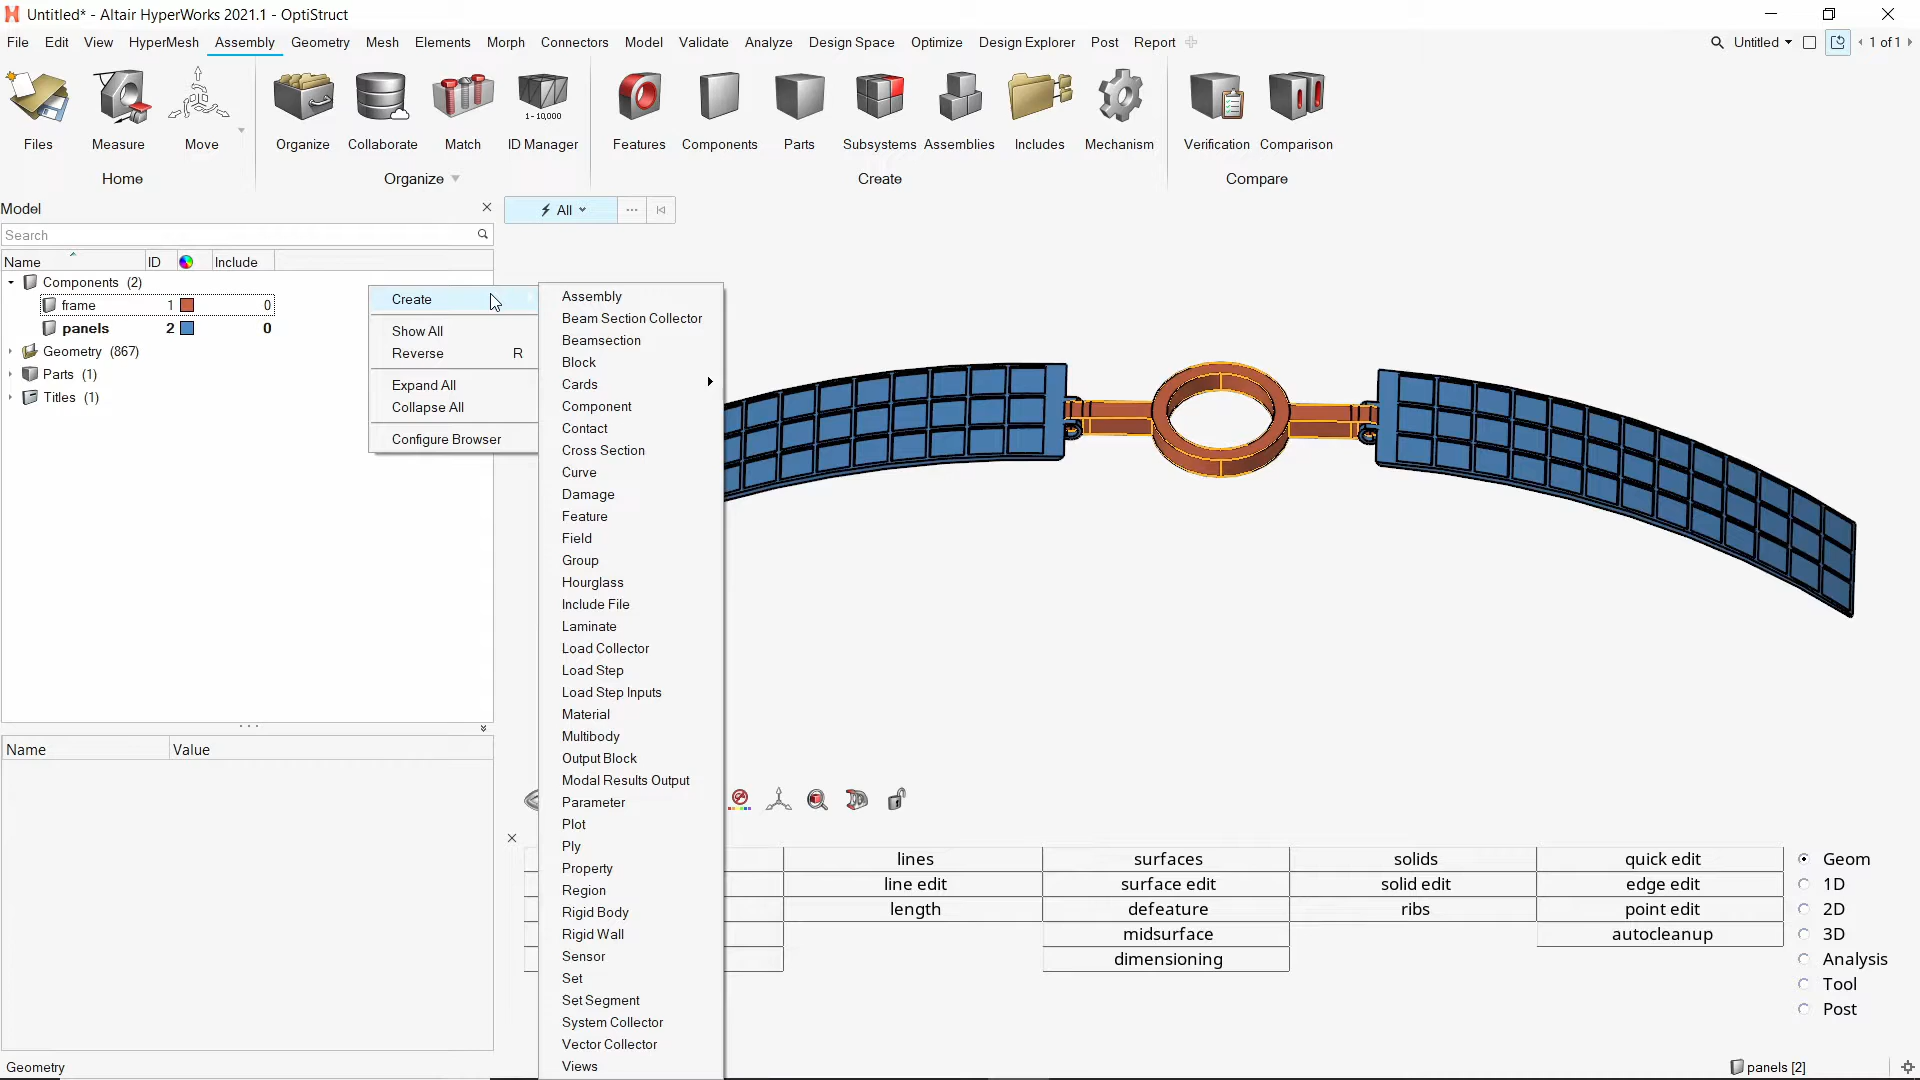 Untitled* - Altair HyperWorks 2021.1 - OptiStruct
File Edit View HyperMesh Assembly Geometry Mesh Elements Morph Connectors Model Validate Analyze Design Space Optimize Design Explorer Post Report Untitled 1 of 1
1 - 10,000
Files Measure Move Organize Collaborate Match ID Manager Features Components Parts Subsystems Assemblies Includes Mechanism Verification Comparison
Home Organize Create Compare
Model
All
Search
Name ID Include
Components (2)
frame 1 0
panels 2 0
Geometry (867)
Parts (1)
Titles (1)
Create
Show All
Reverse R
Expand All
Collapse All
Configure Browser
Assembly
Beam Section Collector
Beamsection
Block
Cards
Component
Contact
Cross Section
Curve
Damage
Feature
Field
Group
Hourglass
Include File
Laminate
Load Collector
Load Step
Load Step Inputs
Material
Multibody
Output Block
Modal Results Output
Parameter
Plot
Ply
Property
Region
Rigid Body
Rigid Wall
Sensor
Set
Set Segment
System Collector
Vector Collector
Views
Name Value
lines surfaces solids quick edit Geom
line edit surface edit solid edit edge edit 1D
length defeature ribs point edit 2D
midsurface autocleanup 3D
dimensioning Analysis
Tool
Post
Geometry panels [2]